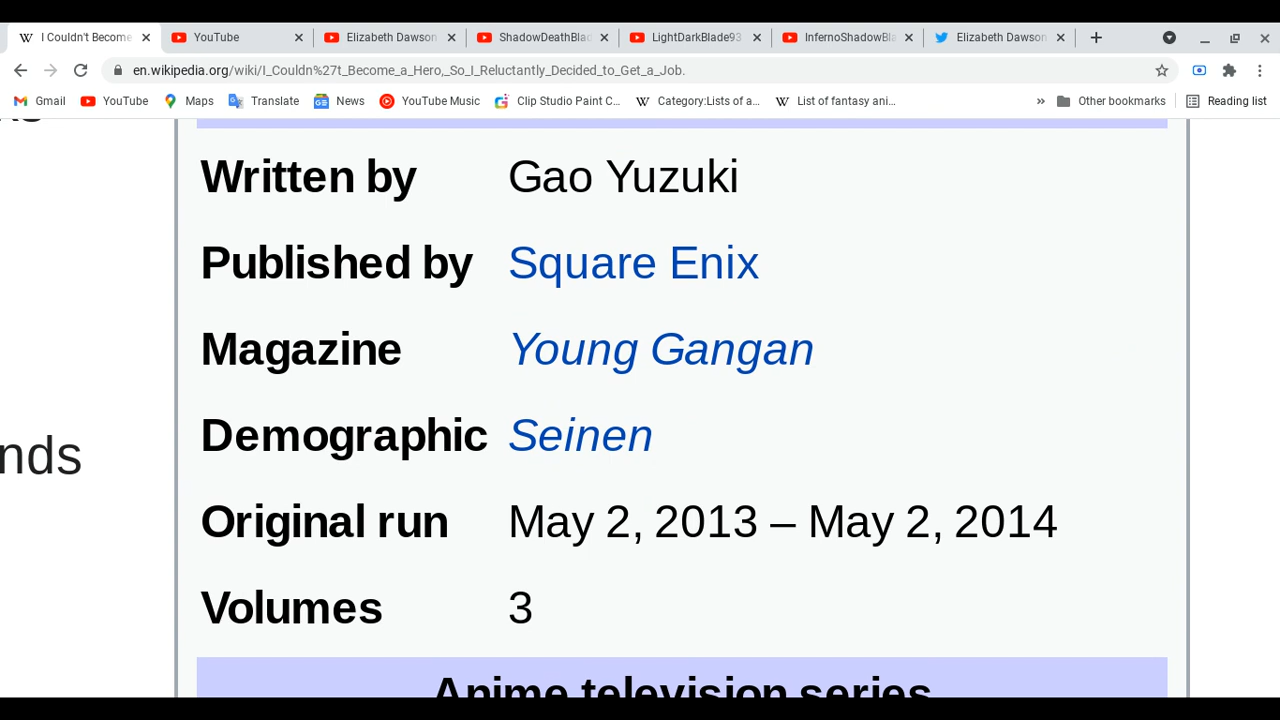 I Couldn't Become
YouTube
Elizabeth Dawson
ShadowDeathBlad
LightDarkBlade93
InfernoShadowBla
Elizabeth Dawson
en.wikipedia.org/wiki/I_Couldn%27t_Become_a_Hero,_So_I_Reluctantly_Decided_to_Get_a_Job.
Gmail
YouTube
Maps
Translate
News
YouTube Music
Clip Studio Paint C...
Category:Lists of a...
List of fantasy ani...
»
Other bookmarks
Reading list
Written by Gao Yuzuki
Published by Square Enix
Magazine Young Gangan
Demographic Seinen
nds
Original run May 2, 2013 – May 2, 2014
Volumes 3
Anime television series